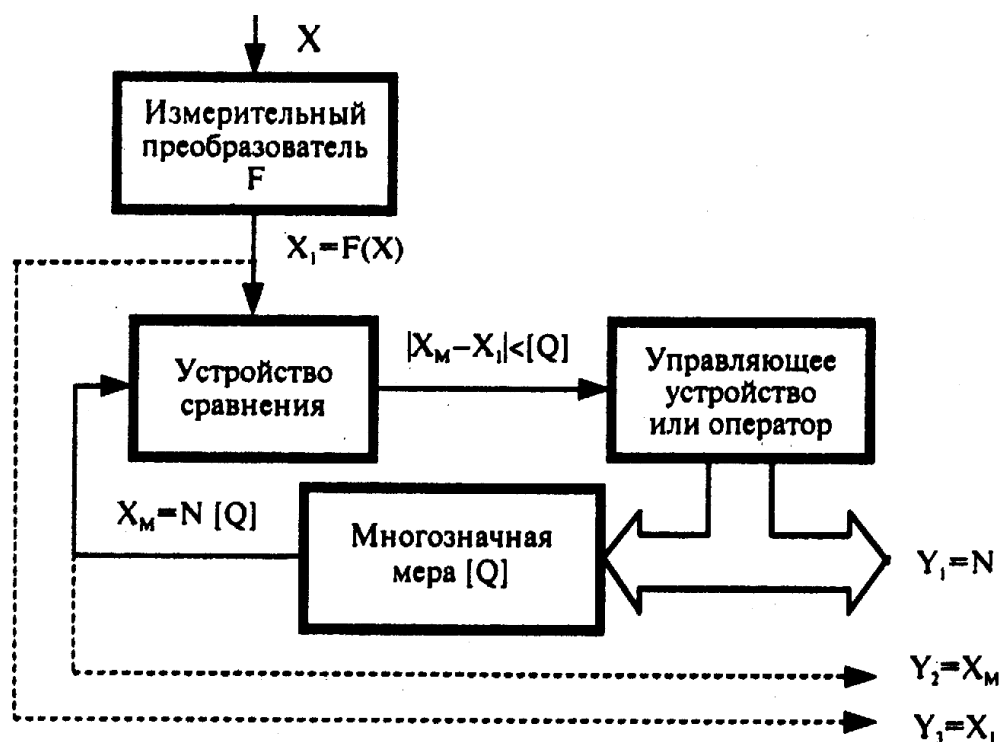 X
Измерительный
преобразователь
F
X₁=F(X)
Устройство
сравнения
|Xм−X₁|<[Q]
Управляющее
устройство
или оператор
Xм=N [Q]
Многозначная
мера [Q]
Y₁=N
Y₂=Xм
Y₃=X₁